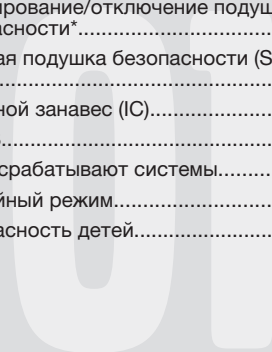 ирование/отключение подуш
асности*......................................
ая подушка безопасности (S
..................................................
ной занавес (IC).........................
..................................................
срабатывают системы..............
йный режим................................
асность детей............................